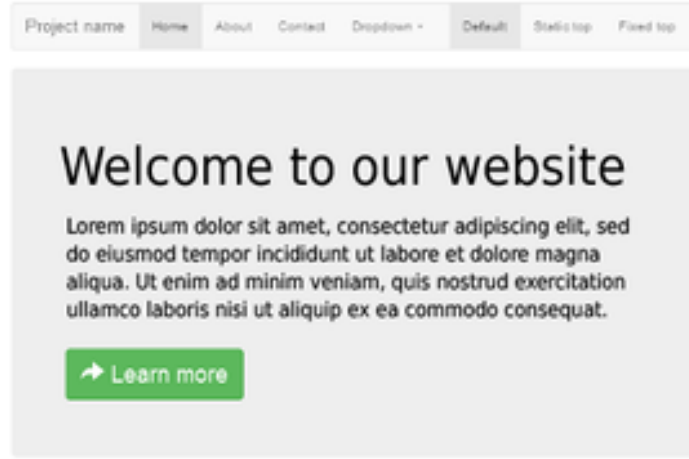 Project name Home About Contact Dropdown Default Static top Fixed top
Welcome to our website
Lorem ipsum dolor sit amet, consectetur adipiscing elit, sed
do eiusmod tempor incididunt ut labore et dolore magna
aliqua. Ut enim ad minim veniam, quis nostrud exercitation
ullamco laboris nisi ut aliquip ex ea commodo consequat.
Learn more